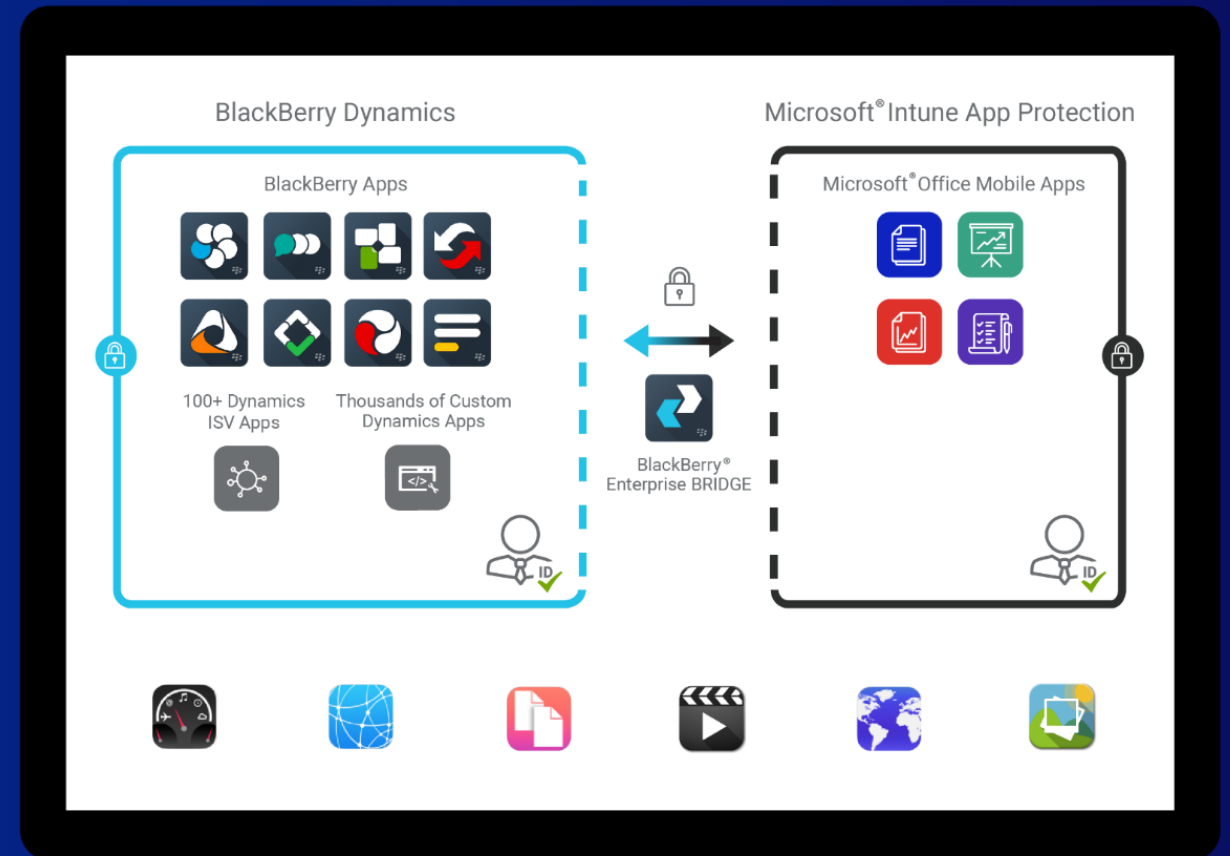 BlackBerry Dynamics
Microsoft® Intune App Protection
BlackBerry Apps
Microsoft® Office Mobile Apps
100+ Dynamics
ISV Apps
Thousands of Custom
Dynamics Apps
</>
BlackBerry®
Enterprise BRIDGE
ID
ID